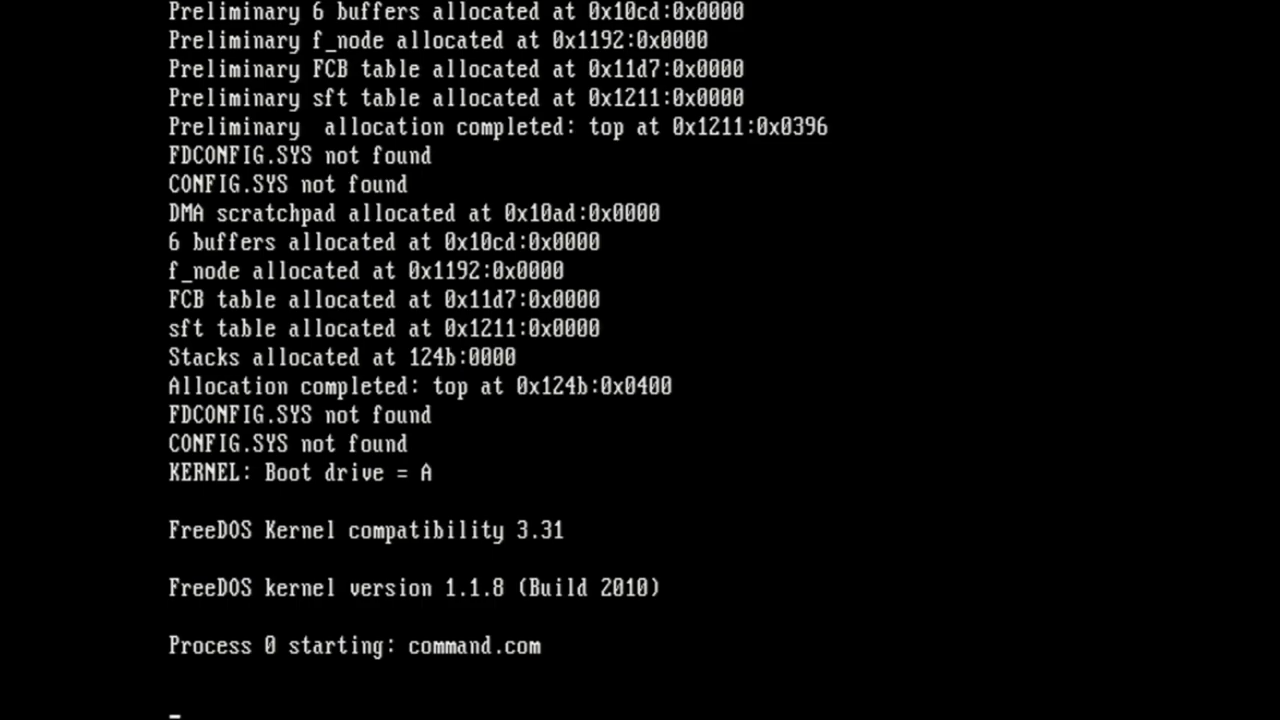 Preliminary 6 buffers allocated at 0x10cd:0x0000
Preliminary f_node allocated at 0x1192:0x0000
Preliminary FCB table allocated at 0x11d7:0x0000
Preliminary sft table allocated at 0x1211:0x0000
Preliminary  allocation completed: top at 0x1211:0x0396
FDCONFIG.SYS not found
CONFIG.SYS not found
DMA scratchpad allocated at 0x10ad:0x0000
6 buffers allocated at 0x10cd:0x0000
f_node allocated at 0x1192:0x0000
FCB table allocated at 0x11d7:0x0000
sft table allocated at 0x1211:0x0000
Stacks allocated at 124b:0000
Allocation completed: top at 0x124b:0x0400
FDCONFIG.SYS not found
CONFIG.SYS not found
KERNEL: Boot drive = A
FreeDOS Kernel compatibility 3.31
FreeDOS kernel version 1.1.8 (Build 2010)
Process 0 starting: command.com
_